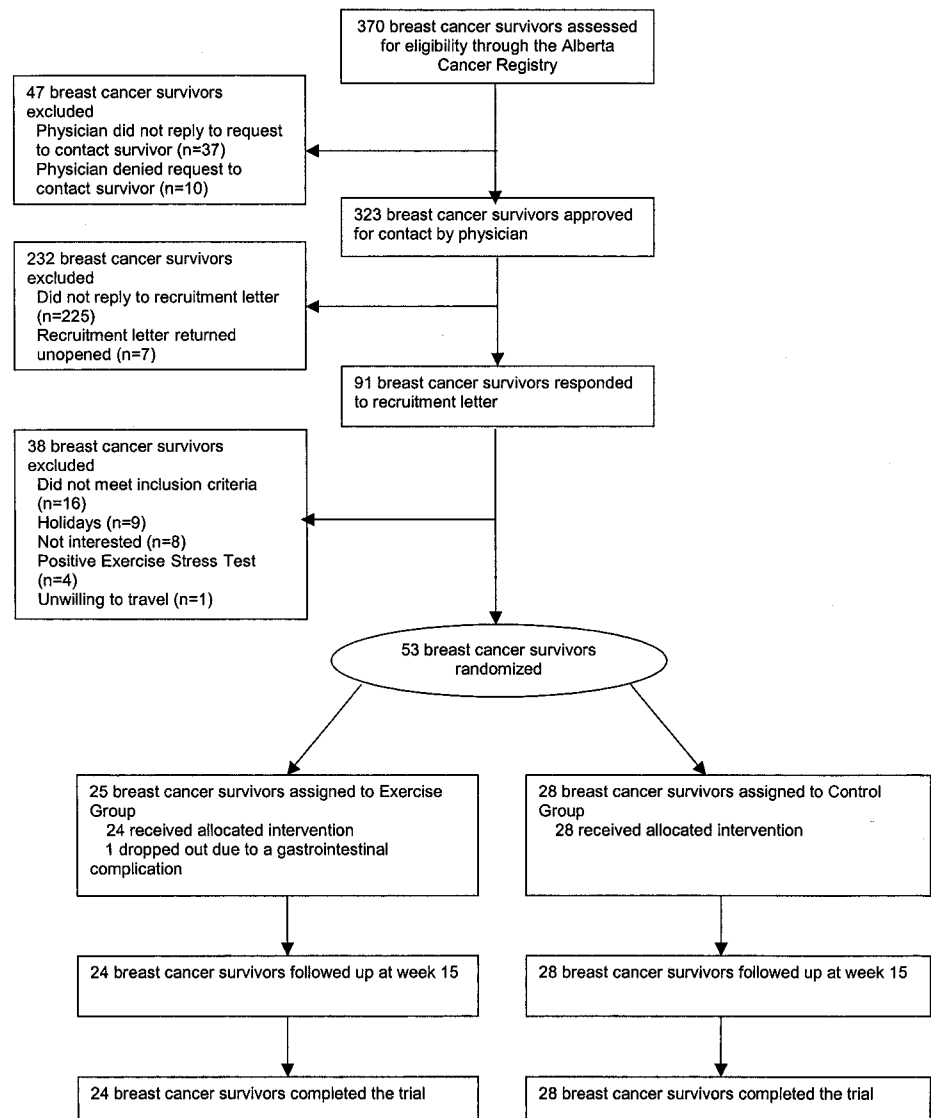 370 breast cancer survivors assessed
for eligibility through the Alberta
Cancer Registry
47 breast cancer survivors
excluded
Physician did not reply to request
to contact survivor (n=37)
Physician denied request to
contact survivor (n=10)
323 breast cancer survivors approved
for contact by physician
232 breast cancer survivors
excluded
Did not reply to recruitment letter
(n=225)
Recruitment letter returned
unopened (n=7)
91 breast cancer survivors responded
to recruitment letter
38 breast cancer survivors
excluded
Did not meet inclusion criteria
(n=16)
Holidays (n=9)
Not interested (n=8)
Positive Exercise Stress Test
(n=4)
Unwilling to travel (n=1)
53 breast cancer survivors
randomized
25 breast cancer survivors assigned to Exercise
Group
24 received allocated intervention
1 dropped out due to a gastrointestinal
complication
28 breast cancer survivors assigned to Control
Group
28 received allocated intervention
24 breast cancer survivors followed up at week 15
28 breast cancer survivors followed up at week 15
24 breast cancer survivors completed the trial
28 breast cancer survivors completed the trial